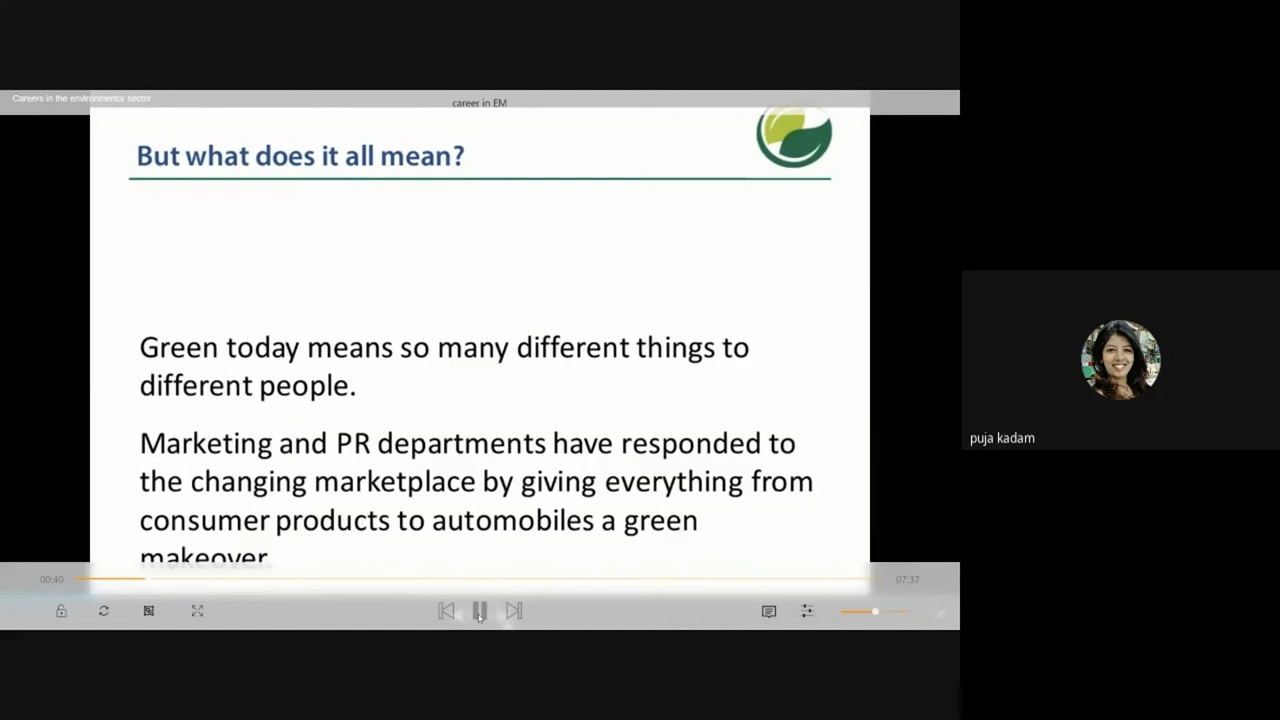 Careers in the environmental sector
career in EM
But what does it all mean?
Green today means so many different things to
different people.
Marketing and PR departments have responded to
the changing marketplace by giving everything from
consumer products to automobiles a green
makeover.
puja kadam
00:49
07:37